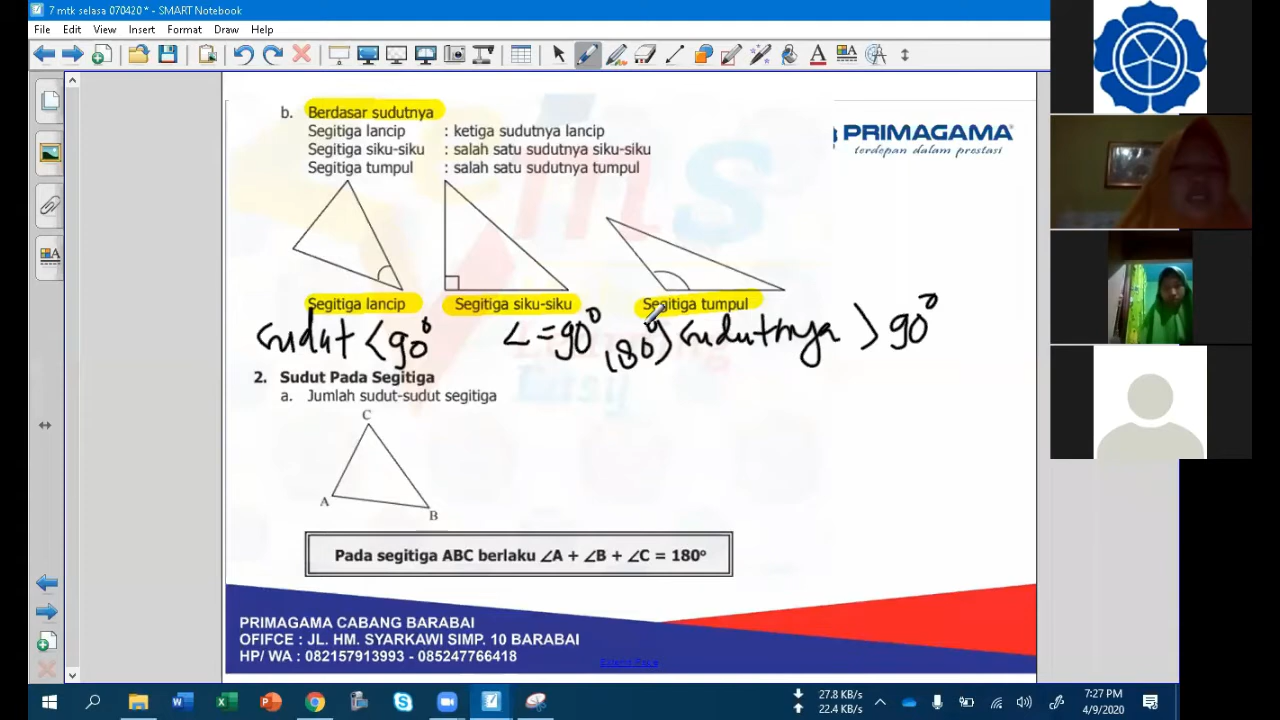 7 mtk selasa 070420 * - SMART Notebook
File Edit View Insert Format Draw Help
b. Berdasar sudutnya
Segitiga lancip : ketiga sudutnya lancip
Segitiga siku-siku : salah satu sudutnya siku-siku
Segitiga tumpul : salah satu sudutnya tumpul
PRIMAGAMA
terdepan dalam prestasi
Segitiga lancip Segitiga siku-siku Segitiga tumpul
sudut < 90° ∠ = 90° 180° > sudutnya > 90°
2. Sudut Pada Segitiga
a. Jumlah sudut-sudut segitiga
C
A
B
Pada segitiga ABC berlaku ∠A + ∠B + ∠C = 180°
PRIMAGAMA CABANG BARABAI
OFIFCE : JL. HM. SYARKAWI SIMP. 10 BARABAI
HP/ WA : 082157913993 - 085247766418
Extend Page
27.8 KB/s
22.4 KB/s
7:27 PM
4/9/2020